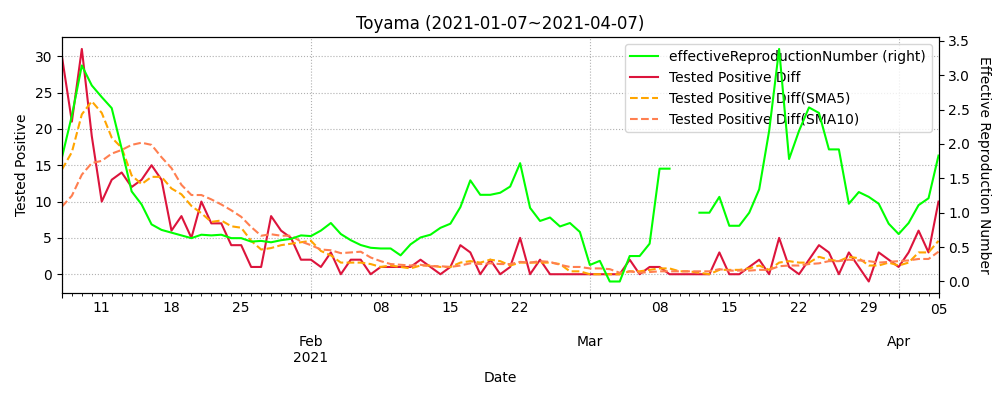 Toyama (2021-01-07~2021-04-07)
effectiveReproductionNumber (right)
Tested Positive Diff
Tested Positive Diff(SMA5)
Tested Positive Diff(SMA10)
Tested Positive
30
25
20
15
10
5
0
3.5
3.0
2.5
2.0
1.5
1.0
0.5
0.0
Effective Reproduction Number
11 18 25 08 15 22 08 15 22 29 05
Feb Mar Apr
2021
Date